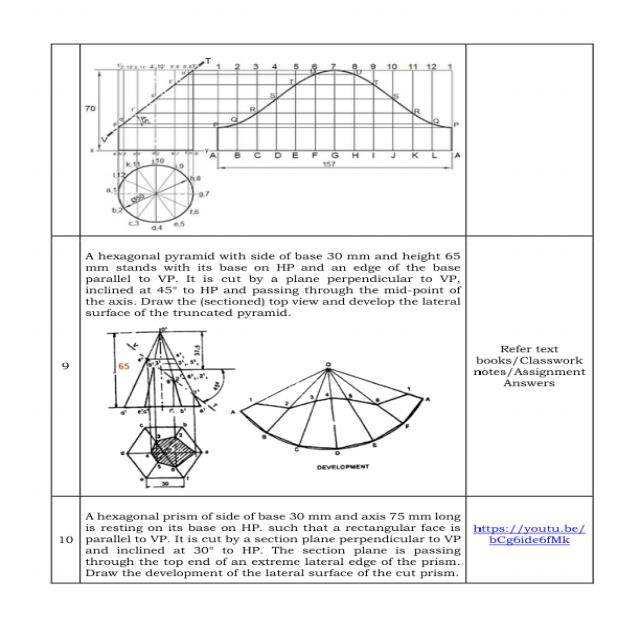 T
1 2 3 4 5 6 7 8 9 10 11 12 1
70
45°
V
P
Q
R
S
T
U
U
T
S
R
Q
P
x
y
A B C D E F G H I J K L A
157
k,11
j,10
i,9
l,12
h,8
a,1
g,7
Ø50
b,2
f,6
c,3
e,5
d,4
A hexagonal pyramid with side of base 30 mm and height 65
mm stands with its base on HP and an edge of the base
parallel to VP. It is cut by a plane perpendicular to VP,
inclined at 45° to HP and passing through the mid-point of
the axis. Draw the (sectioned) top view and develop the lateral
surface of the truncated pyramid.
9
Refer text
books/Classwork
notes/Assignment
Answers
65
37,5
O
1
2
3
4
5
6
1
A
B
C
D
E
F
A
DEVELOPMENT
c
b
d
a
e
f
30
A hexagonal prism of side of base 30 mm and axis 75 mm long
is resting on its base on HP. such that a rectangular face is
parallel to VP. It is cut by a section plane perpendicular to VP
and inclined at 30° to HP. The section plane is passing
through the top end of an extreme lateral edge of the prism.
Draw the development of the lateral surface of the cut prism.
10
https://youtu.be/
bCg6ide6fMk